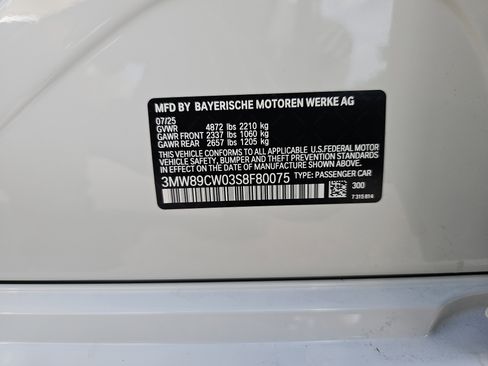 MFD BY BAYERISCHE MOTOREN WERKE AG
07/25
GVWR 4872 lbs 2210 kg
GAWR FRONT 2337 lbs 1060 kg
GAWR REAR 2657 lbs 1205 kg
THIS VEHICLE CONFORMS TO ALL APPLICABLE U.S.FEDERAL MOTOR
VEHICLE SAFETY, BUMPER, AND THEFT PREVENTION STANDARDS
IN EFFECT ON THE DATE OF MANUFACTURE SHOWN ABOVE.
3MW89CW03S8F80075 TYPE: PASSENGER CAR
300
7315814